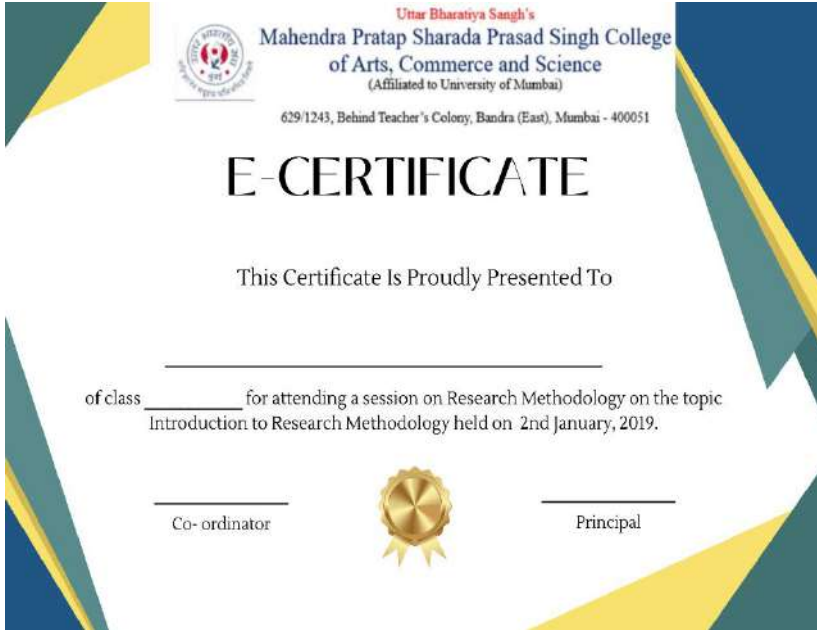 Uttar Bharatiya Sangh's
Mahendra Pratap Sharada Prasad Singh College
of Arts, Commerce and Science
(Affiliated to University of Mumbai)
629/1243, Behind Teacher's Colony, Bandra (East), Mumbai - 400051
E-CERTIFICATE
This Certificate Is Proudly Presented To
of class for attending a session on Research Methodology on the topic
Introduction to Research Methodology held on 2nd January, 2019.
Co- ordinator
Principal